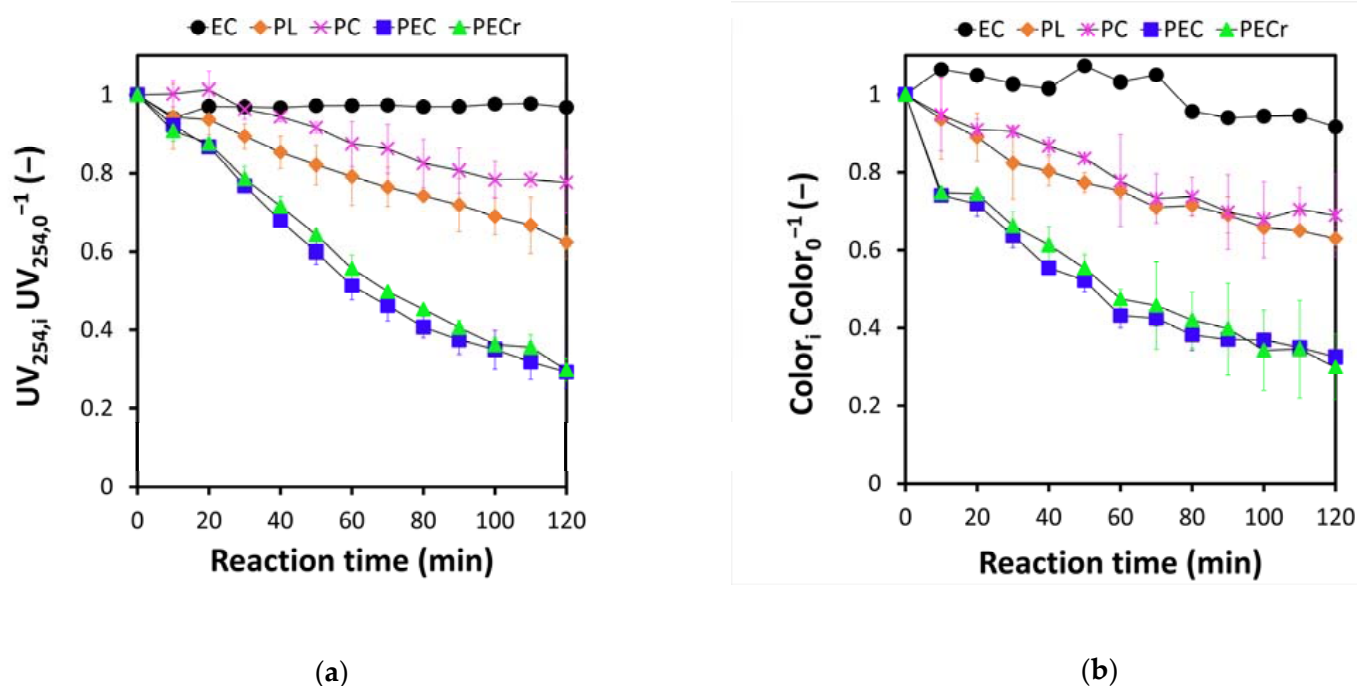 EC PL PC PEC PECr
1
0.8
0.6
0.4
0.2
0
0 20 40 60 80 100 120
UV254,i UV254,0⁻¹ (–)
Reaction time (min)
(a)
EC PL PC PEC PECr
1
0.8
0.6
0.4
0.2
0
0 20 40 60 80 100 120
Colori Color0⁻¹ (–)
Reaction time (min)
(b)